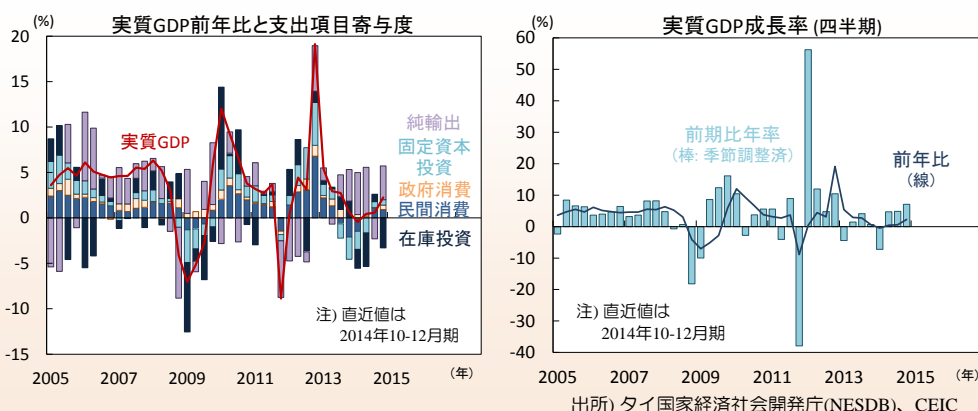 実質GDP前年比と支出項目寄与度
(%)
20
15
10
5
0
-5
-10
-15
実質GDP
純輸出
固定資本
投資
政府消費
民間消費
在庫投資
注) 直近値は
2014年10-12月期
2005
2007
2009
2011
2013
2015
(年)
実質GDP成長率 (四半期)
(%)
60
50
40
30
20
10
0
-10
-20
-30
-40
前期比年率
(棒: 季節調整済)
前年比
(線)
注) 直近値は
2014年10-12月期
2005
2007
2009
2011
2013
2015
(年)
出所) タイ国家経済社会開発庁(NESDB)、CEIC